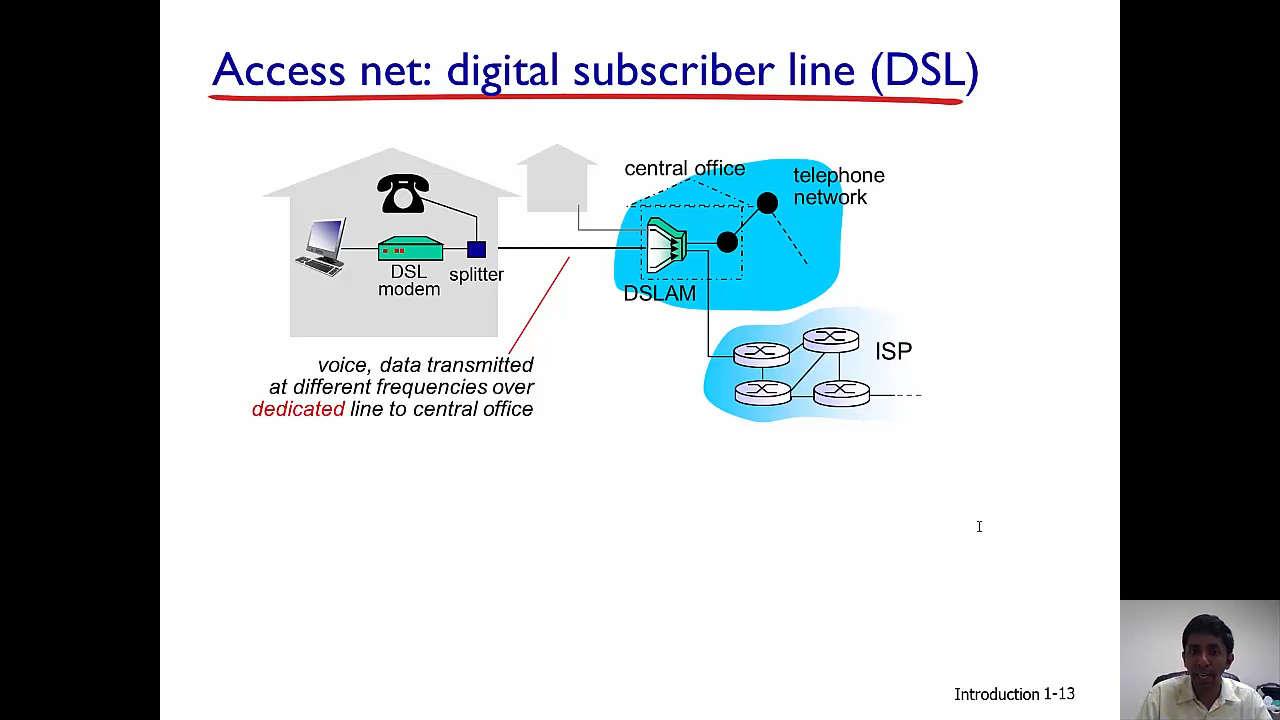 Access net: digital subscriber line (DSL)
central office
telephone
network
DSL
modem
splitter
DSLAM
voice, data transmitted
at different frequencies over
dedicated line to central office
ISP
Introduction 1-13